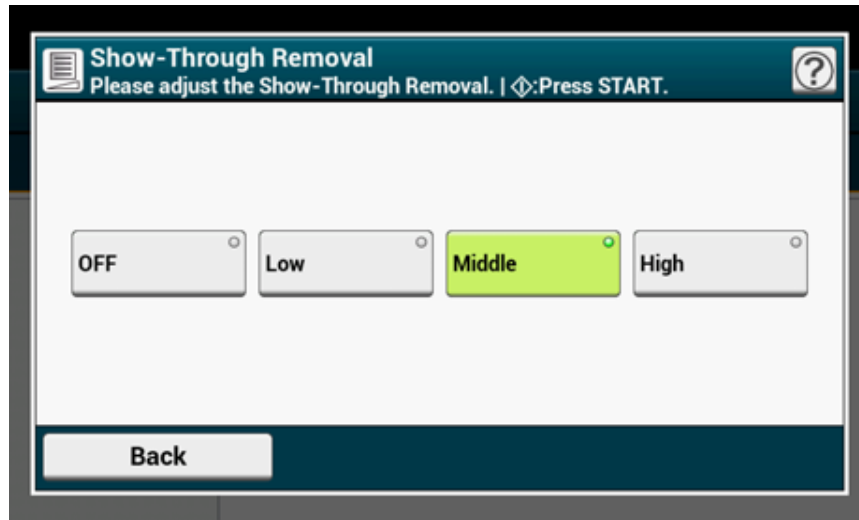 Show-Through Removal
Please adjust the Show-Through Removal. | :Press START.
?
OFF
Low
Middle
High
Back